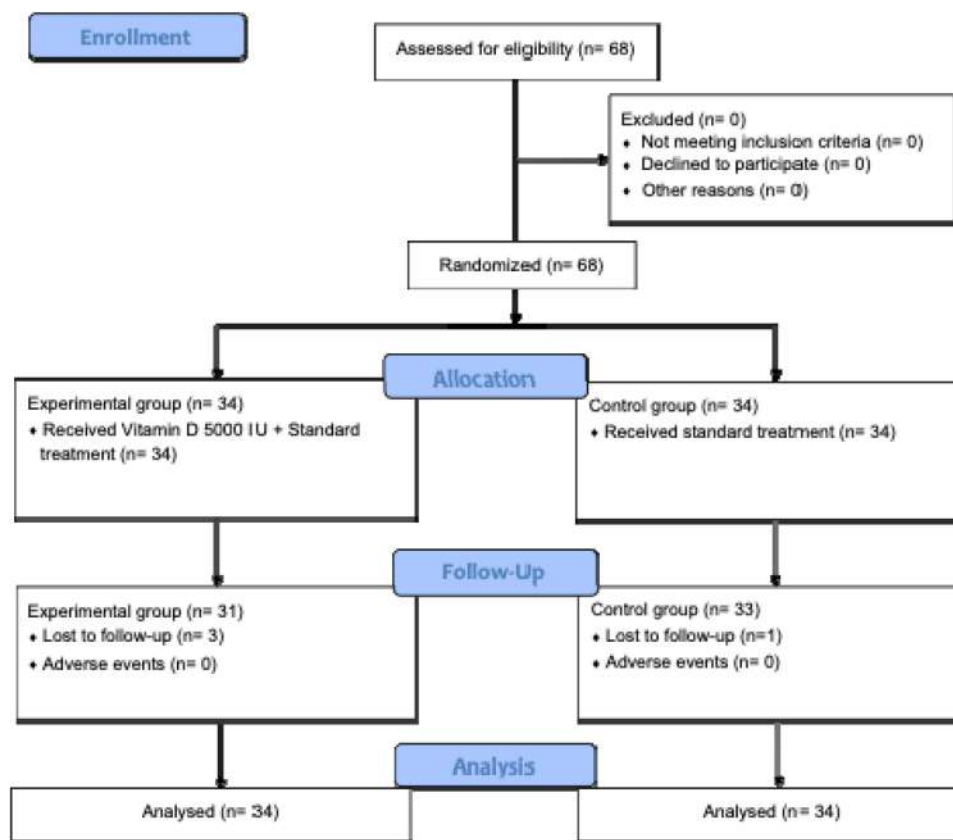 Enrollment
Assessed for eligibility (n= 68)
Excluded (n= 0)
♦ Not meeting inclusion criteria (n= 0)
♦ Declined to participate (n= 0)
♦ Other reasons (n= 0)
Randomized (n= 68)
Allocation
Experimental group (n= 34)
♦ Received Vitamin D 5000 IU + Standard
treatment (n= 34)
Control group (n= 34)
♦ Received standard treatment (n= 34)
Follow-Up
Experimental group (n= 31)
♦ Lost to follow-up (n= 3)
♦ Adverse events (n= 0)
Control group (n= 33)
♦ Lost to follow-up (n=1)
♦ Adverse events (n= 0)
Analysis
Analysed (n= 34)
Analysed (n= 34)